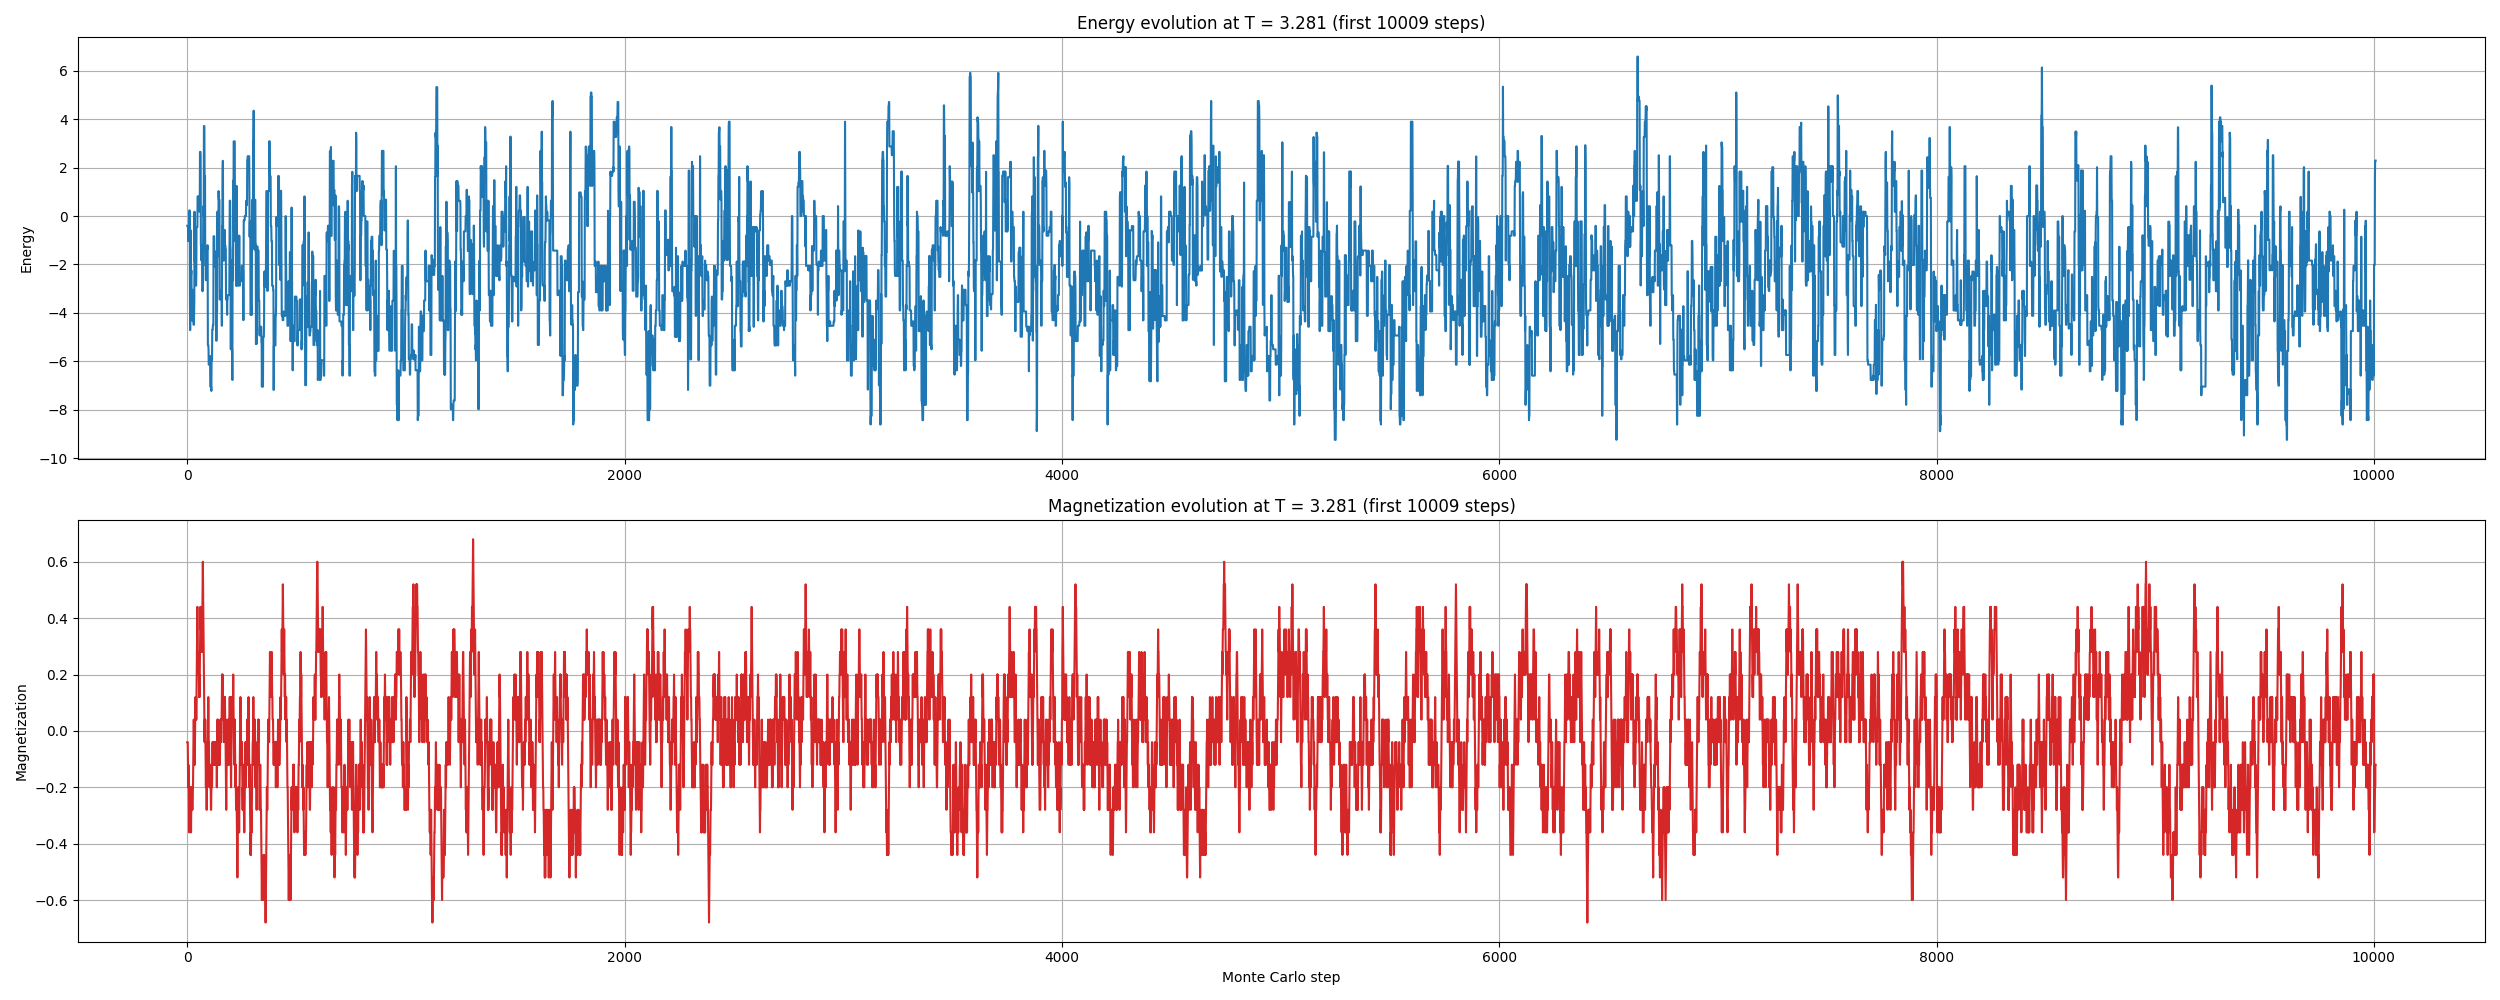 Energy evolution at T = 3.281 (first 10009 steps)
Energy
6
4
2
0
−2
−4
−6
−8
−10
0 2000 4000 6000 8000 10000
Magnetization evolution at T = 3.281 (first 10009 steps)
Magnetization
0.6
0.4
0.2
0.0
−0.2
−0.4
−0.6
0 2000 4000 6000 8000 10000
Monte Carlo step